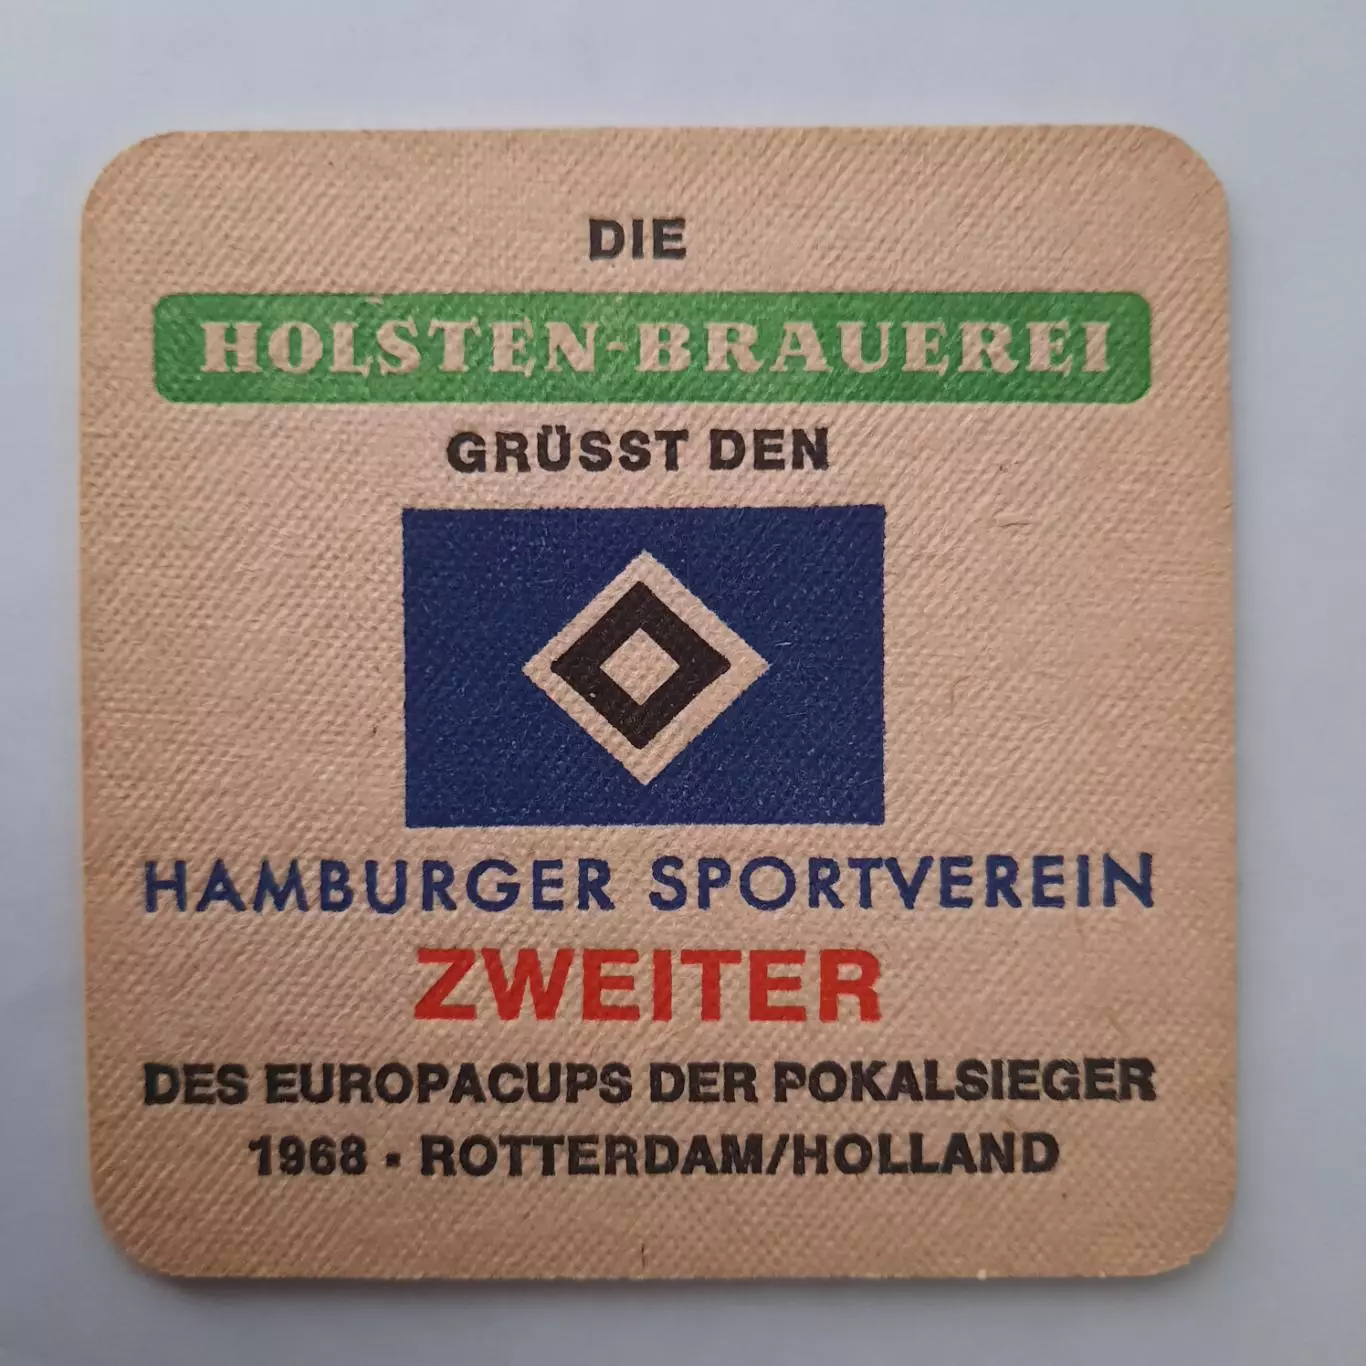 DIE
HOLSTEN-BRAUEREI
GRÜSST DEN
HAMBURGER SPORTVEREIN
ZWEITER
DES EUROPACUPS DER POKALSIEGER
1968 - ROTTERDAM/HOLLAND